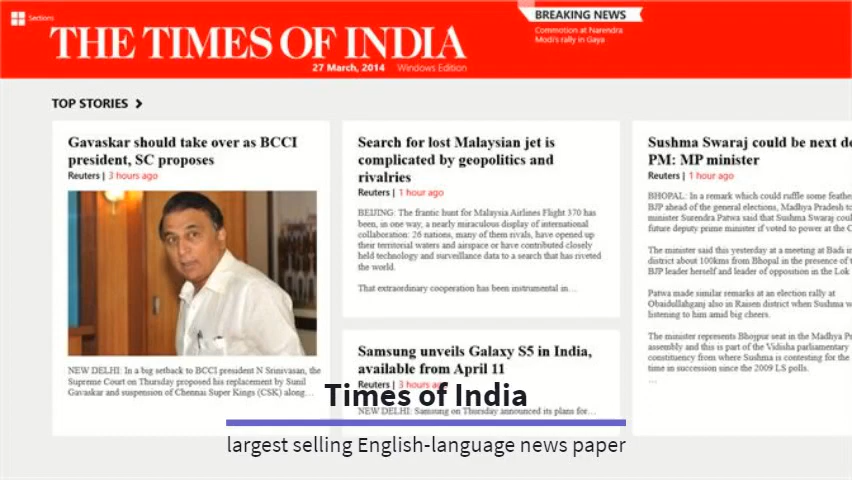 Sections
THE TIMES OF INDIA
27 March, 2014 Windows Edition
BREAKING NEWS
Commotion at Narendra
Modi's rally in Gaya
TOP STORIES
Gavaskar should take over as BCCI
president, SC proposes
Reuters | 3 hours ago
NEW DELHI: In a big setback to BCCI president N Srinivasan, the
Supreme Court on Thursday proposed his replacement by Sunil
Gavaskar and suspension of Chennai Super Kings (CSK) along…
Search for lost Malaysian jet is
complicated by geopolitics and
rivalries
Reuters | 1 hour ago
BEIJING: The frantic hunt for Malaysia Airlines Flight 370 has
been, in one way, a nearly miraculous display of international
collaboration: 26 nations, many of them rivals, have opened up
their territorial waters and airspace or have contributed closely
held technology and surveillance data to a search that has riveted
the world.
That extraordinary cooperation has been instrumental in…
Samsung unveils Galaxy S5 in India,
available from April 11
Reuters | 3 hours ag
NEW DELHI: Samsung on Thursday announced its plans for…
Sushma Swaraj could be next de
PM: MP minister
Reuters | 1 hour ago
BHOPAL: In a remark which could ruffle some feathe
BJP ahead of the general elections, Madhya Pradesh to
minister Surendra Patwa said that Sushma Swaraj coul
future deputy prime minister if voted to power at the C
The minister said this yesterday at a meeting at Badi in
district about 100kms from Bhopal in the presence of t
BJP leader herself and leader of opposition in the Lok
Patwa made similar remarks at an election rally at
Obaidullahganj also in Raisen district when Sushma w
listening to him amid big cheers.
The minister represents Bhojpur seat in the Madhya Pr
assembly and this is part of the Vidisha parliamentary
constituency from where Sushma is contesting for the
time in succession since the 2009 LS polls.
…
Times of India
largest selling English-language news paper